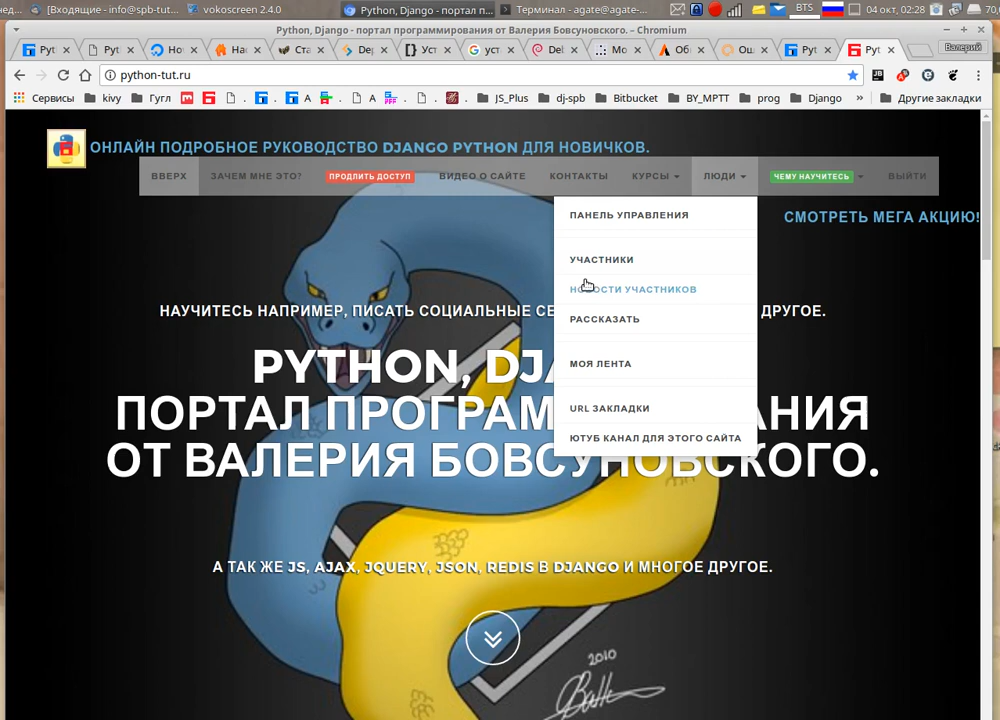 [Входящие - info@spb-tut...
vokoscreen 2.4.0
Python, Django - портал п...
Терминал - agate@agate-...
BTS
04 окт, 02:28
Python, Django - портал программирования от Валерия Бовсуновского. – Chromium
Валерий
python-tut.ru
Сервисы
kivy
Гугл
JS_Plus
dj-spb
Bitbucket
BY_MPTT
prog
Django
»
Другие закладки
ОНЛАЙН ПОДРОБНОЕ РУКОВОДСТВО DJANGO PYTHON ДЛЯ НОВИЧКОВ.
ВВЕРХ
ЗАЧЕМ МНЕ ЭТО?
ПРОДЛИТЬ ДОСТУП
ВИДЕО О САЙТЕ
КОНТАКТЫ
КУРСЫ
ЛЮДИ
ЧЕМУ НАУЧИТЕСЬ
ВЫЙТИ
СМОТРЕТЬ МЕГА АКЦИЮ!
ПАНЕЛЬ УПРАВЛЕНИЯ
УЧАСТНИКИ
НОВОСТИ УЧАСТНИКОВ
РАССКАЗАТЬ
МОЯ ЛЕНТА
URL ЗАКЛАДКИ
ЮТУБ КАНАЛ ДЛЯ ЭТОГО САЙТА
НАУЧИТЕСЬ НАПРИМЕР, ПИСАТЬ СОЦИАЛЬНЫЕ СЕ ДРУГОЕ.
PYTHON, DJ
ПОРТАЛ ПРОГРАМ АНИЯ
ОТ ВАЛЕРИЯ БОВСУНОВСКОГО.
А ТАК ЖЕ JS, AJAX, JQUERY, JSON, REDIS В DJANGO И МНОГОЕ ДРУГОЕ.
2010